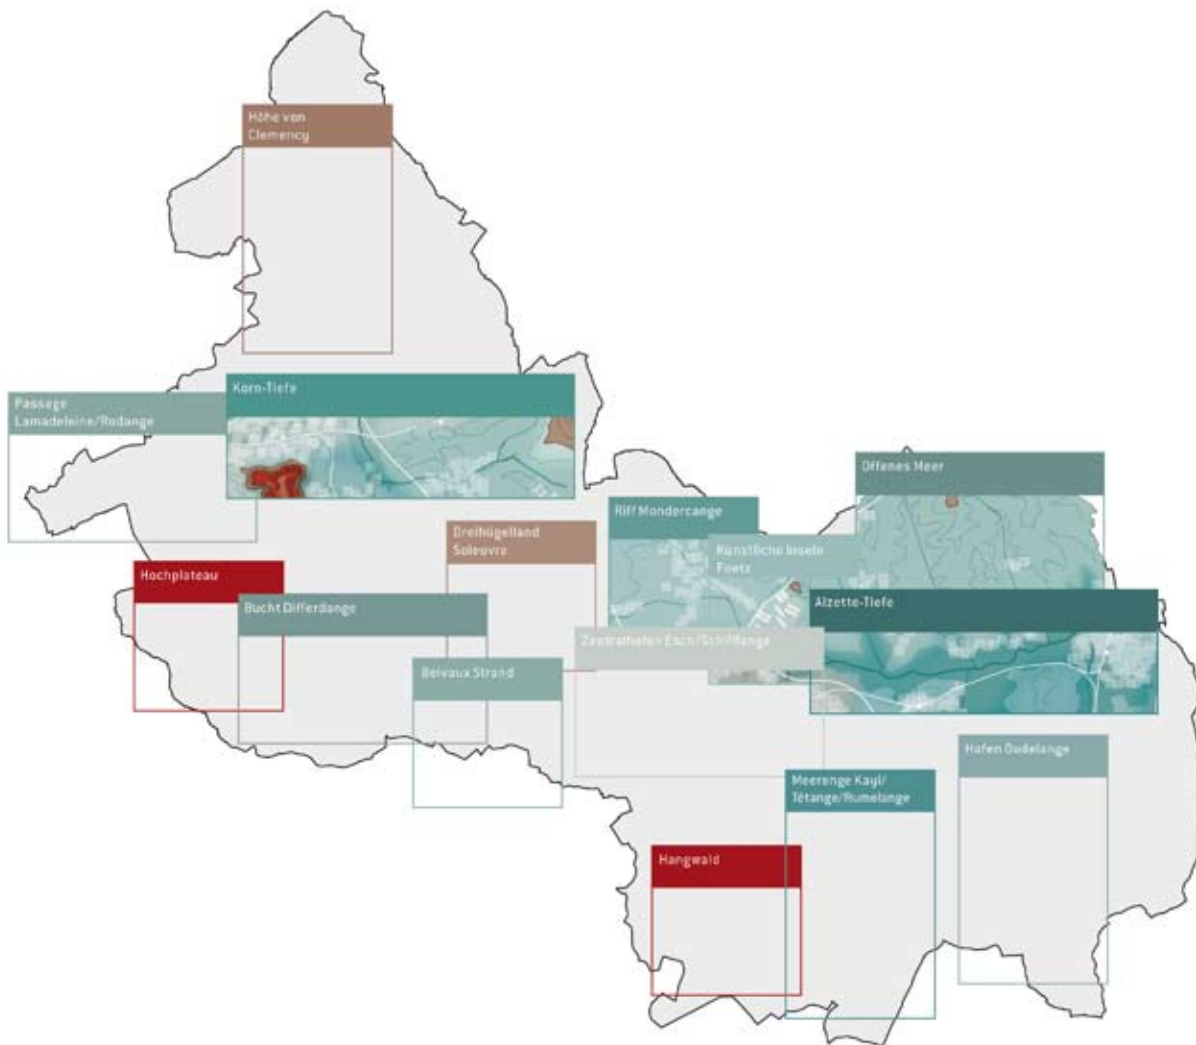 Höhe von
Clemency
Korn-Tiefe
Passage
Lamadeleine/Rodange
Offenes Meer
Riff Mondercange
Dreihügelland
Soleuvre
Künstliche Inseln
Foetz
Hochplateau
Alzette-Tiefe
Bucht Differdange
Zentralhafen Esch/Schifflange
Belvaux Strand
Hafen Dudelange
Meerenge Kayl/
Tétange/Rumelange
Hangwald